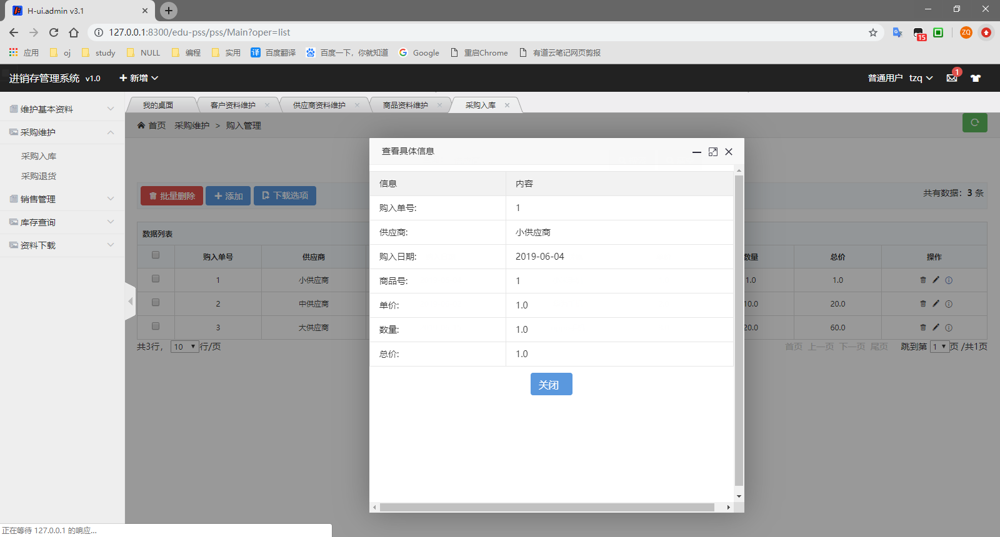 H-ui.admin v3.1
127.0.0.1:8300/edu-pss/pss/Main?oper=list
15
ZQ
应用 oj study NULL 编程 实用 译 百度翻译 百度一下，你就知道 Google 重启Chrome 有道云笔记网页剪报
进销存管理系统 v1.0 新增 普通用户 tzq 1
我的桌面 客户资料维护 供应商资料维护 商品资料维护 采购入库
维护基本资料
采购维护
采购入库
采购退货
销售管理
库存查询
资料下载
首页 采购维护 > 购入管理
批量删除 添加 下载选项 共有数据：3 条
数据列表
购入单号 供应商 数量 总价 操作
1 小供应商 1.0 1.0
2 中供应商 10.0 20.0
3 大供应商 20.0 60.0
共3行， 10 行/页 首页 上一页 下一页 尾页 跳到第 1 页 /共1页
查看具体信息
信息 内容
购入单号: 1
供应商: 小供应商
购入日期: 2019-06-04
商品号: 1
单价: 1.0
数量: 1.0
总价: 1.0
关闭
正在等待 127.0.0.1 的响应...